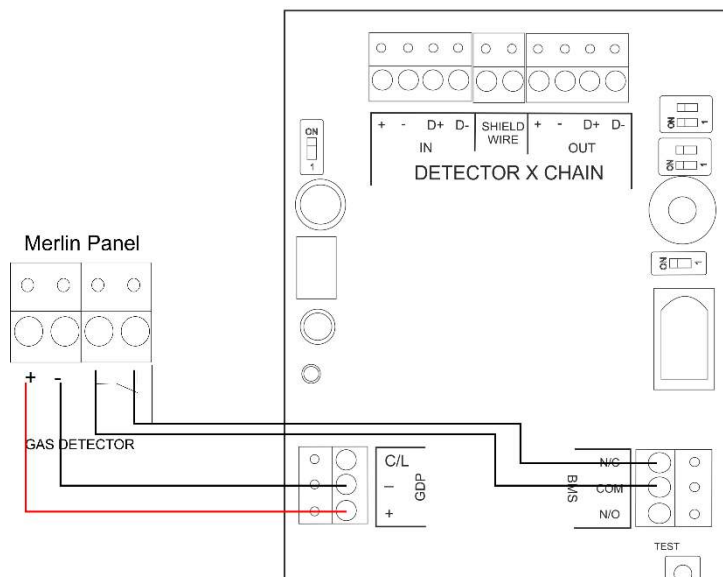 ON
1
+ - D+ D- SHIELD WIRE + - D+ D-
IN OUT
DETECTOR X CHAIN
ON 1
ON 1
ON 1
Merlin Panel
+ -
GAS DETECTOR
C/L
–
+
GDP
BMS
N/C
COM
N/O
TEST